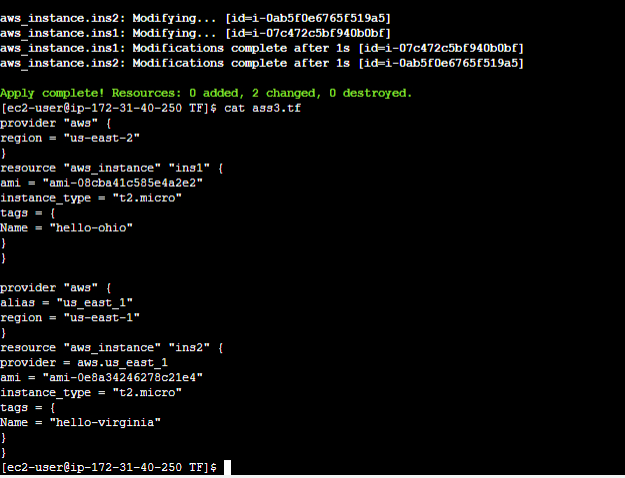 aws_instance.ins2: Modifying... [id=i-0ab5f0e6765f519a5]
aws_instance.ins1: Modifying... [id=i-07c472c5bf940b0bf]
aws_instance.ins1: Modifications complete after 1s [id=i-07c472c5bf940b0bf]
aws_instance.ins2: Modifications complete after 1s [id=i-0ab5f0e6765f519a5]
Apply complete! Resources: 0 added, 2 changed, 0 destroyed.
[ec2-user@ip-172-31-40-250 TF]$ cat ass3.tf
provider "aws" {
region = "us-east-2"
}
resource "aws_instance" "ins1" {
ami = "ami-08cba41c585e4a2e2"
instance_type = "t2.micro"
tags = {
Name = "hello-ohio"
}
}
provider "aws" {
alias = "us_east_1"
region = "us-east-1"
}
resource "aws_instance" "ins2" {
provider = aws.us_east_1
ami = "ami-0e8a34246278c21e4"
instance_type = "t2.micro"
tags = {
Name = "hello-virginia"
}
}
[ec2-user@ip-172-31-40-250 TF]$